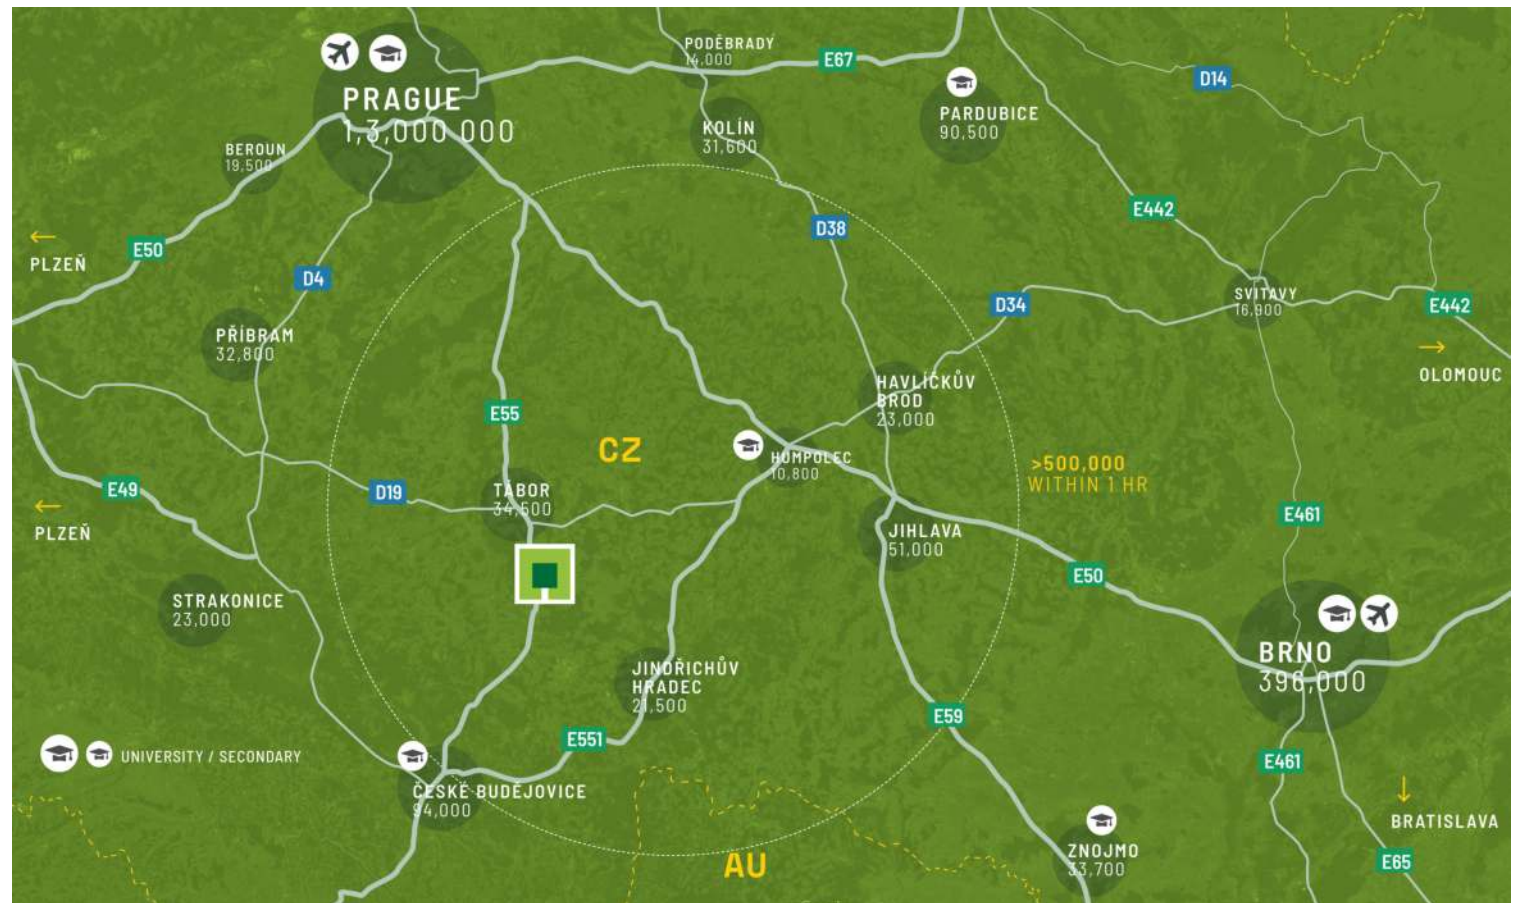 PODĚBRADY
14,000
E67
D14
PRAGUE
1,3,000 000
KOLÍN
31,600
PARDUBICE
90,500
BEROUN
19,500
E442
D38
E50
← PLZEŇ
D4
D34
SVITAVY
16,900
E442
PŘÍBRAM
32,800
→ OLOMOUC
HAVLÍČKŮV
BROD
23,000
E55
CZ
HUMPOLEC
10,800
>500,000
WITHIN 1 HR
E49
D19
TÁBOR
34,500
← PLZEŇ
E461
JIHLAVA
51,000
E50
STRAKONICE
23,000
BRNO
396,000
JINDŘICHŮV
HRADEC
21,500
E59
E551
UNIVERSITY / SECONDARY
E461
ČESKÉ BUDĚJOVICE
94,000
↓ BRATISLAVA
ZNOJMO
33,700
AU
E65